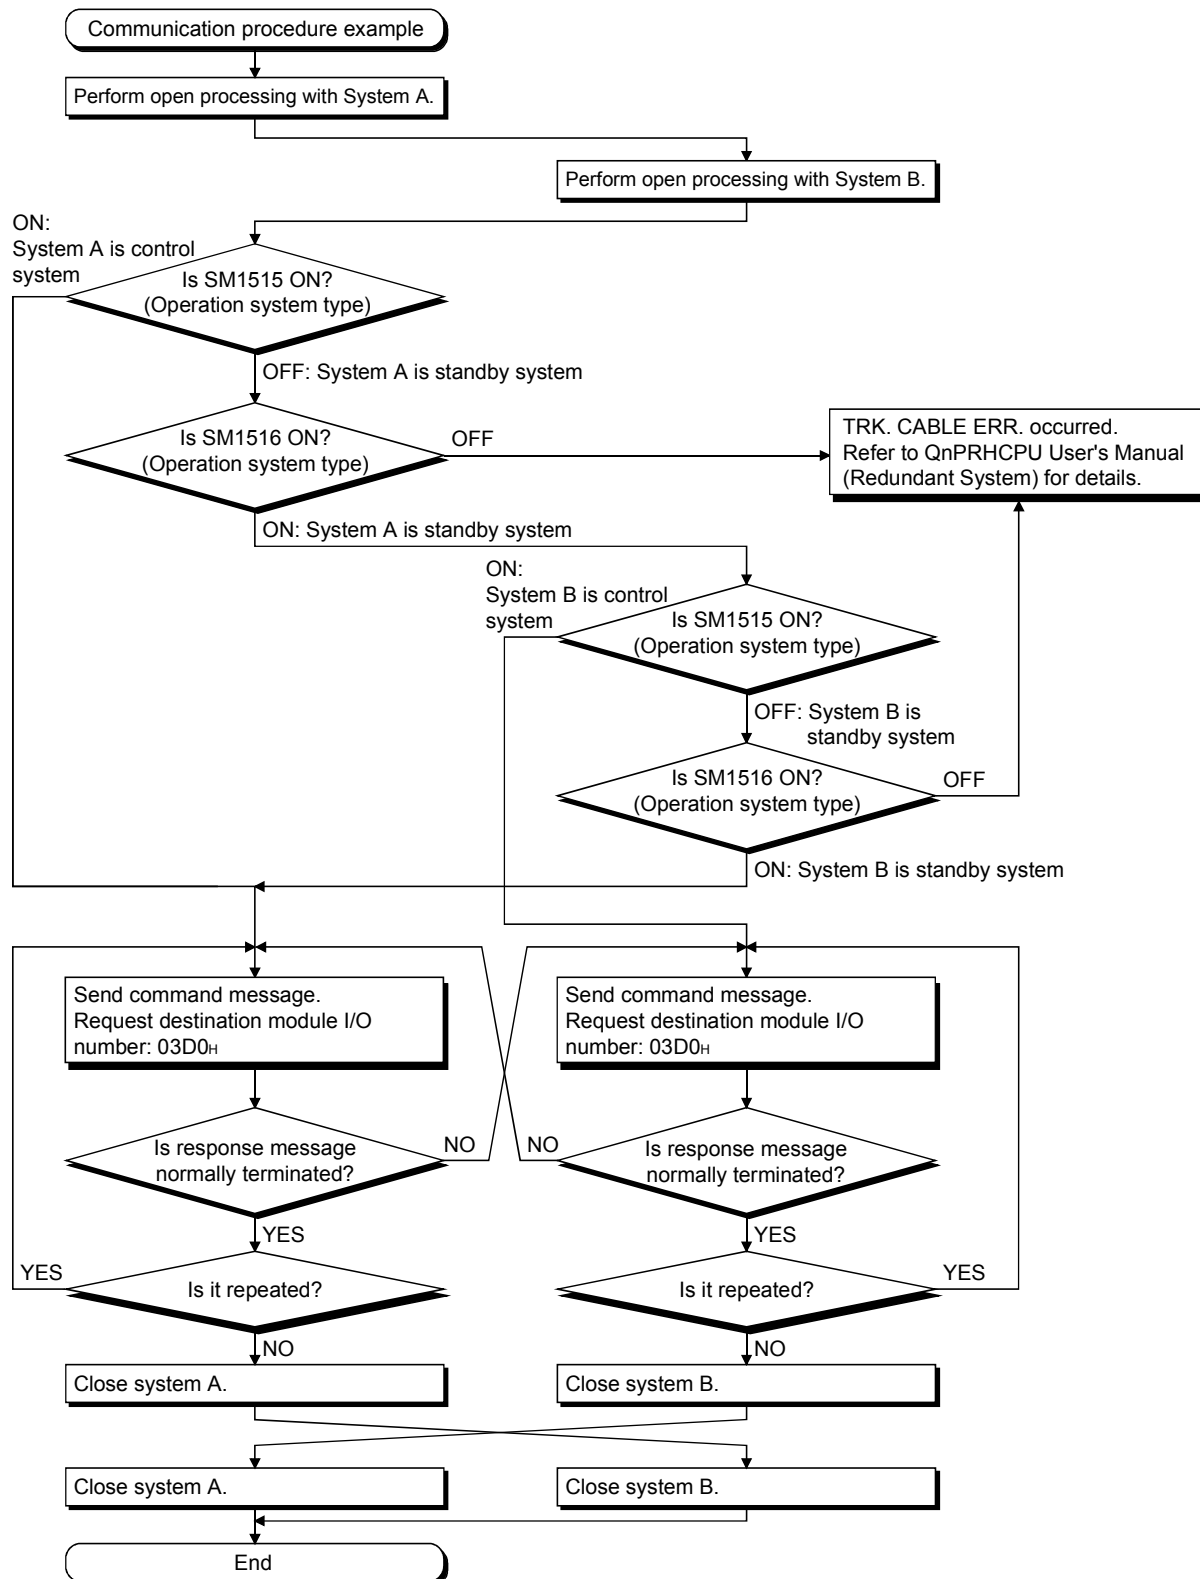 Communication procedure example
Perform open processing with System A.
Perform open processing with System B.
ON:
System A is control
system
Is SM1515 ON?
(Operation system type)
OFF: System A is standby system
Is SM1516 ON?
(Operation system type)
OFF
TRK. CABLE ERR. occurred.
Refer to QnPRHCPU User's Manual
(Redundant System) for details.
ON: System A is standby system
ON:
System B is control
system
Is SM1515 ON?
(Operation system type)
OFF: System B is
standby system
Is SM1516 ON?
(Operation system type)
OFF
ON: System B is standby system
Send command message.
Request destination module I/O
number: 03D0H
Send command message.
Request destination module I/O
number: 03D0H
Is response message
normally terminated?
NO
NO
Is response message
normally terminated?
YES
YES
YES
Is it repeated?
Is it repeated?
YES
NO
NO
Close system A.
Close system B.
Close system A.
Close system B.
End